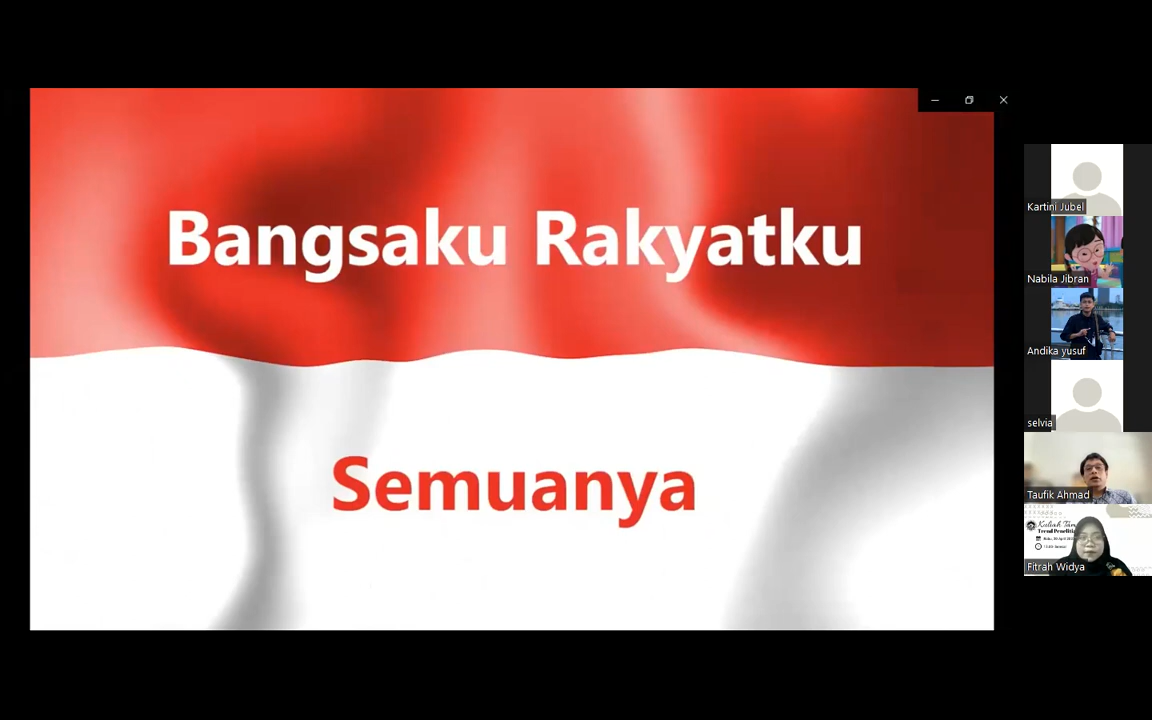 Bangsaku Rakyatku
Semuanya
Kartini Jubel
Nabila Jibran
Andika yusuf
selvia
Taufik Ahmad
Fitrah Widya